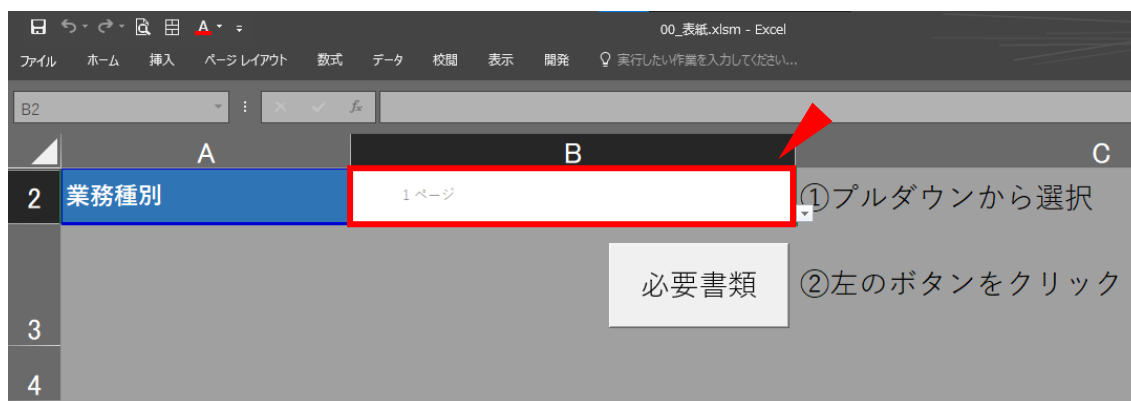 00_表紙.xlsm - Excel
ファイル ホーム 挿入 ページ レイアウト 数式 データ 校閲 表示 開発 実行したい作業を入力してください...
B2 fx
A B C
2 業務種別 1 ページ ①プルダウンから選択
必要書類 ②左のボタンをクリック
3
4